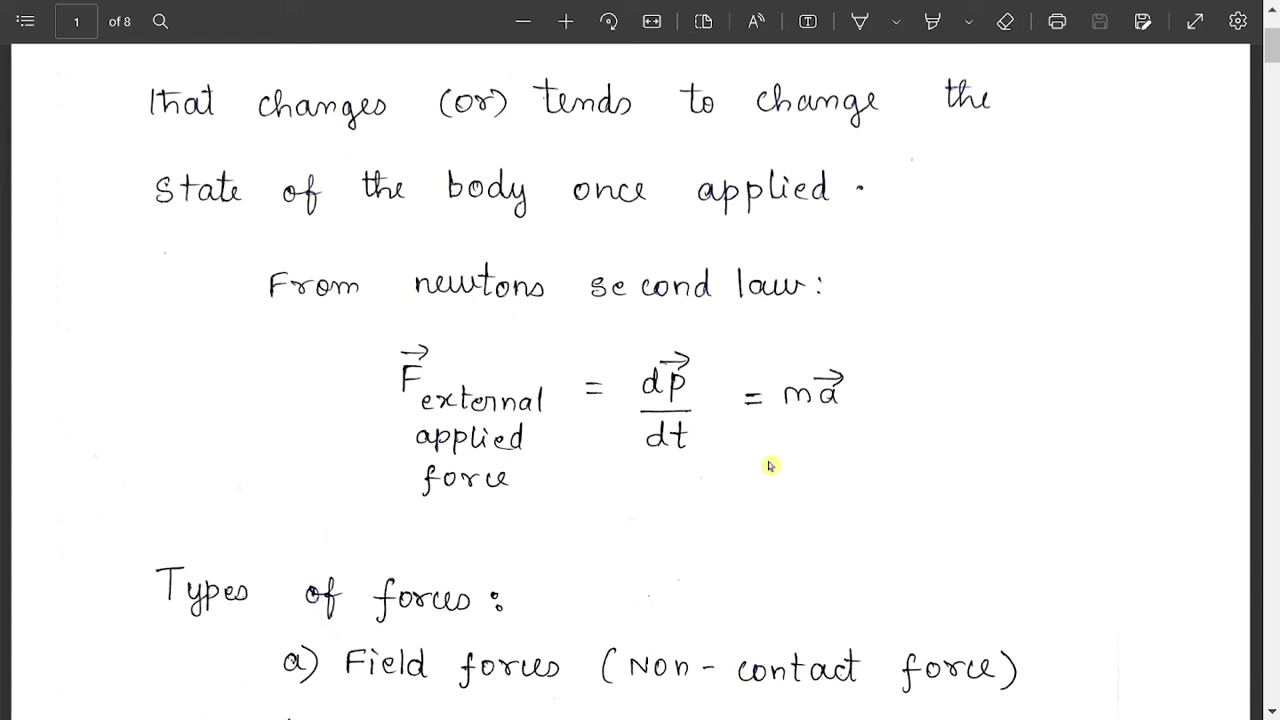 1 of 8
that changes (or) tends to change the
state of the body once applied.
From newtons second law:
F⃗ external applied force = dp⃗/dt = ma⃗
Types of forces:
a) Field forces (Non-contact force)